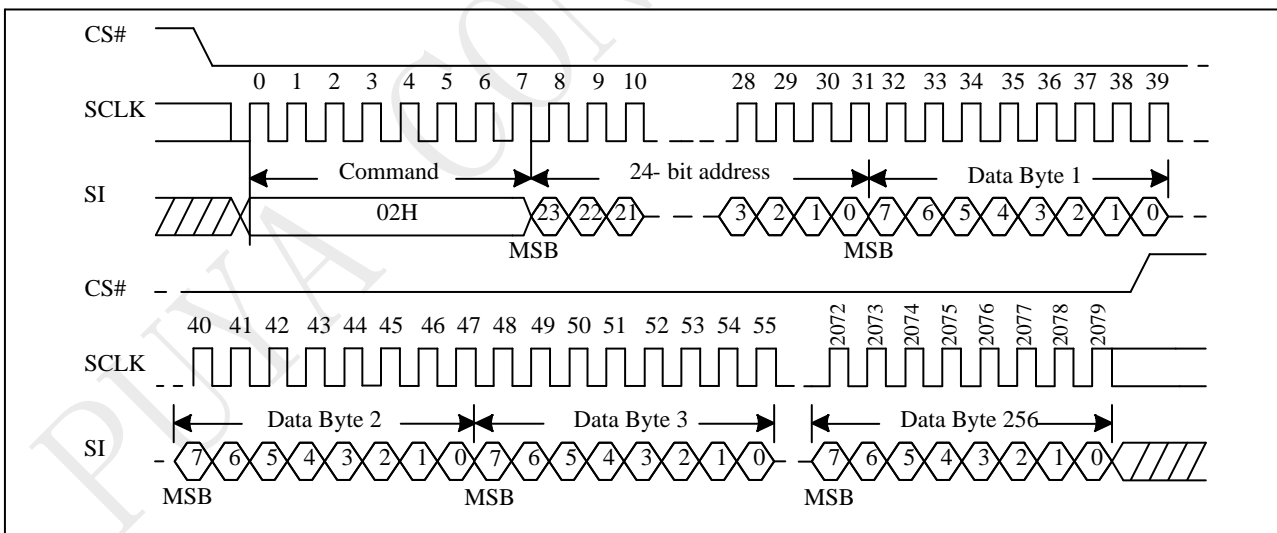 CS#
0 1 2 3 4 5 6 7 8 9 10 28 29 30 31 32 33 34 35 36 37 38 39
SCLK
Command 24- bit address Data Byte 1
SI
02H 23 22 21 3 2 1 0 7 6 5 4 3 2 1 0
MSB MSB
CS#
40 41 42 43 44 45 46 47 48 49 50 51 52 53 54 55 2072 2073 2074 2075 2076 2077 2078 2079
SCLK
Data Byte 2 Data Byte 3 Data Byte 256
SI
7 6 5 4 3 2 1 0 7 6 5 4 3 2 1 0 7 6 5 4 3 2 1 0
MSB MSB MSB
PUYA CON